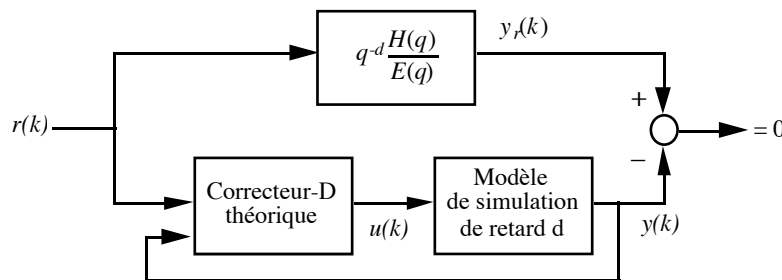 y_r(k)
q^-d H(q)
E(q)
+
r(k)
= 0
−
Correcteur-D
théorique
Modèle
de simulation
de retard d
u(k)
y(k)